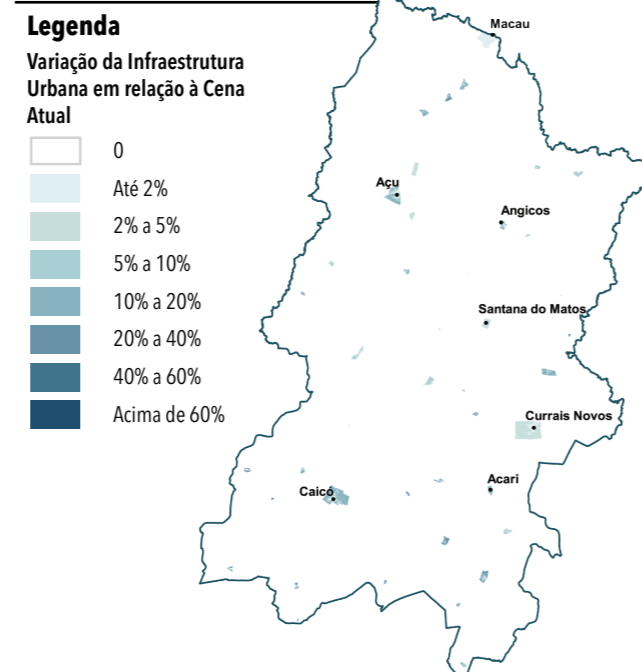 Legenda
Variação da Infraestrutura
Urbana em relação à Cena
Atual
0
Até 2%
2% a 5%
5% a 10%
10% a 20%
20% a 40%
40% a 60%
Acima de 60%
Macau
Açu
Angicos
Santana do Matos
Currais Novos
Acari
Caicó